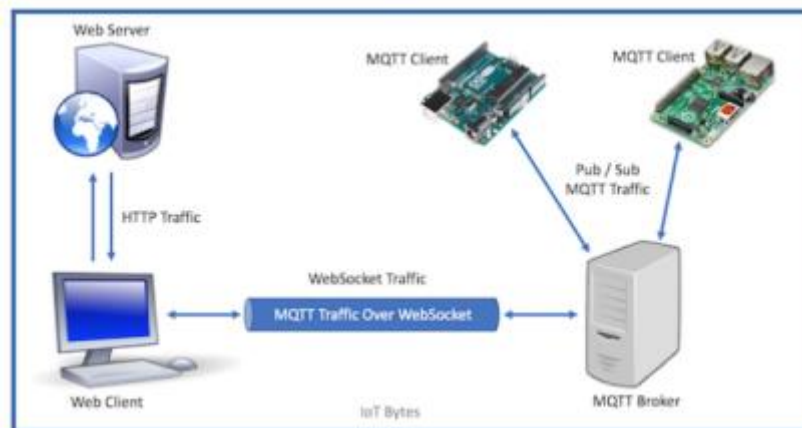 Web Server
MQTT Client
MQTT Client
Pub / Sub
MQTT Traffic
HTTP Traffic
WebSocket Traffic
MQTT Traffic Over WebSocket
Web Client
IoT Bytes
MQTT Broker